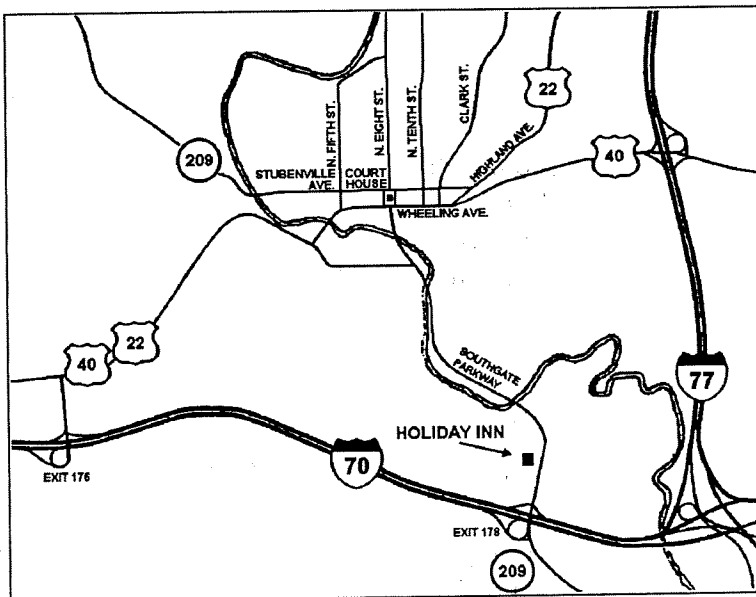 22
N. FIFTH ST.
N. EIGHT ST.
N. TENTH ST.
CLARK ST.
HIGHLAND AVE.
40
209
STUBENVILLE
AVE.
COURT
HOUSE
WHEELING AVE.
22
40
SOUTHGATE
PARKWAY
77
HOLIDAY INN
70
EXIT 176
EXIT 178
209